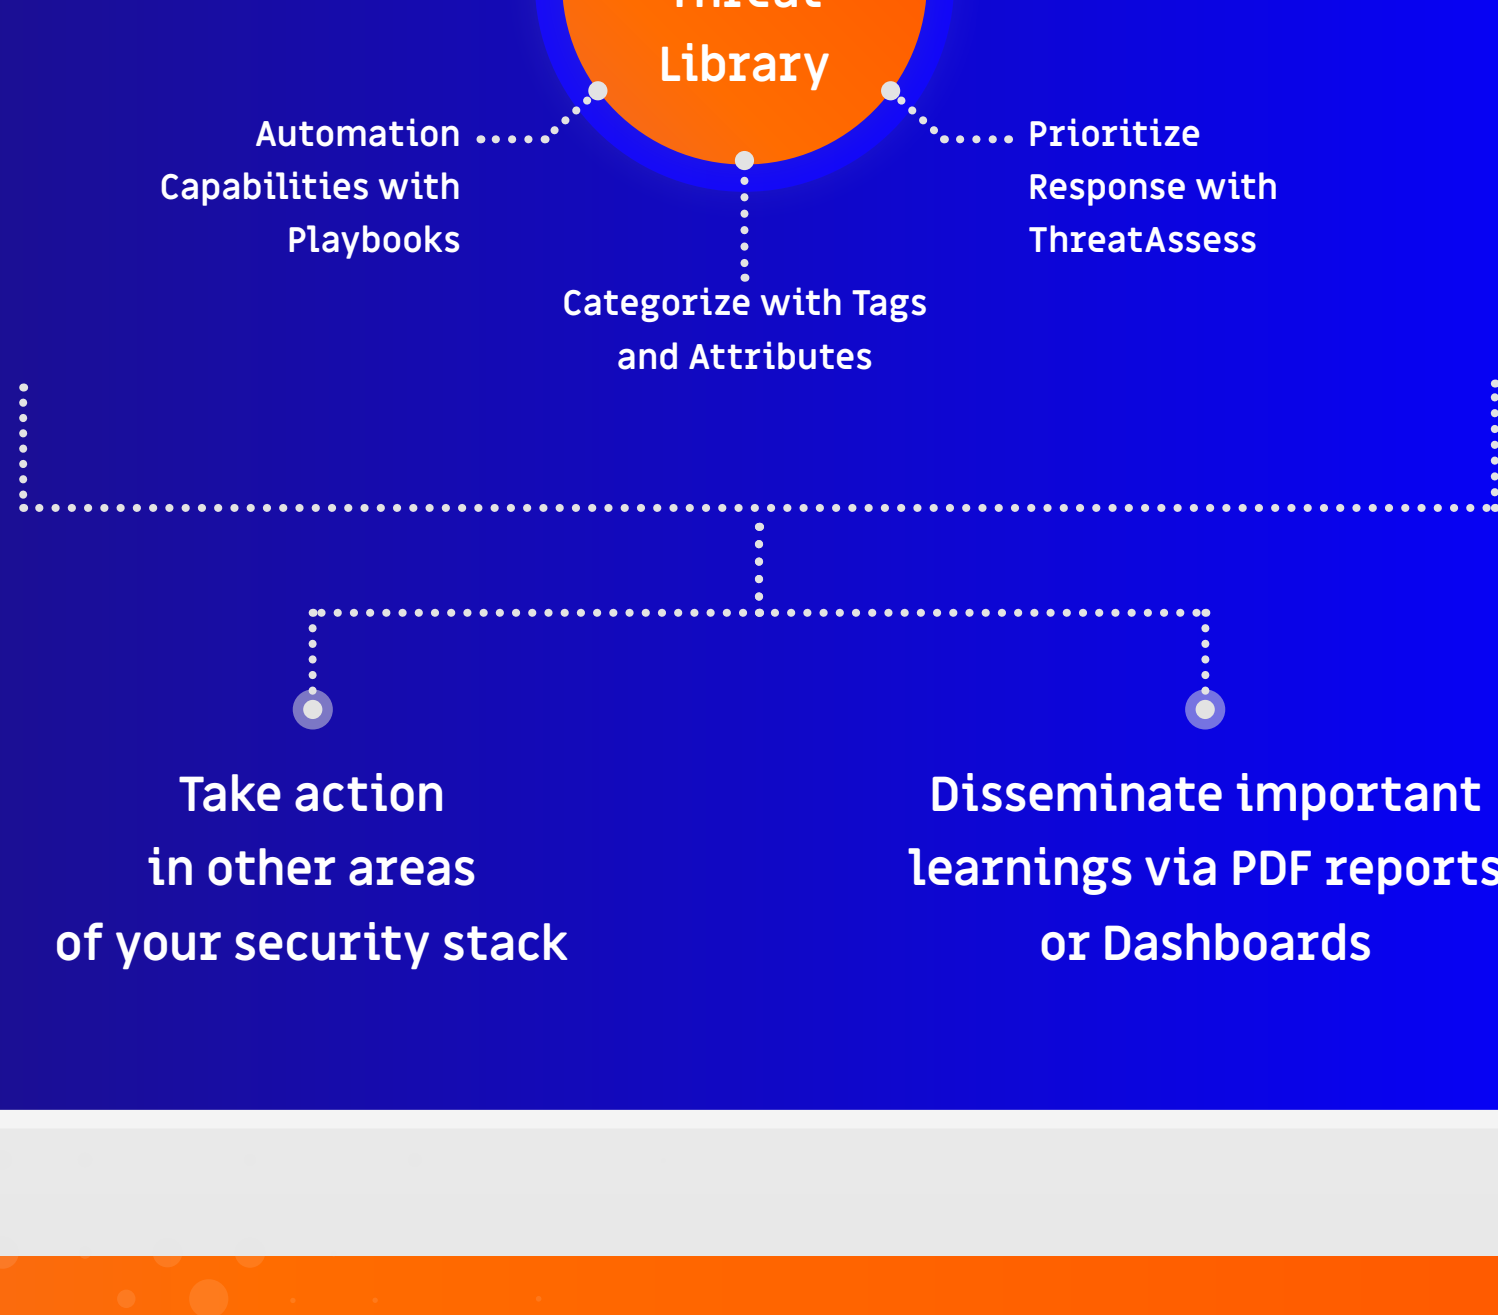 Threat
Library
Automation
Capabilities with
Playbooks
Prioritize
Response with
ThreatAssess
Categorize with Tags
and Attributes
Take action
in other areas
of your security stack
Disseminate important
learnings via PDF reports
or Dashboards